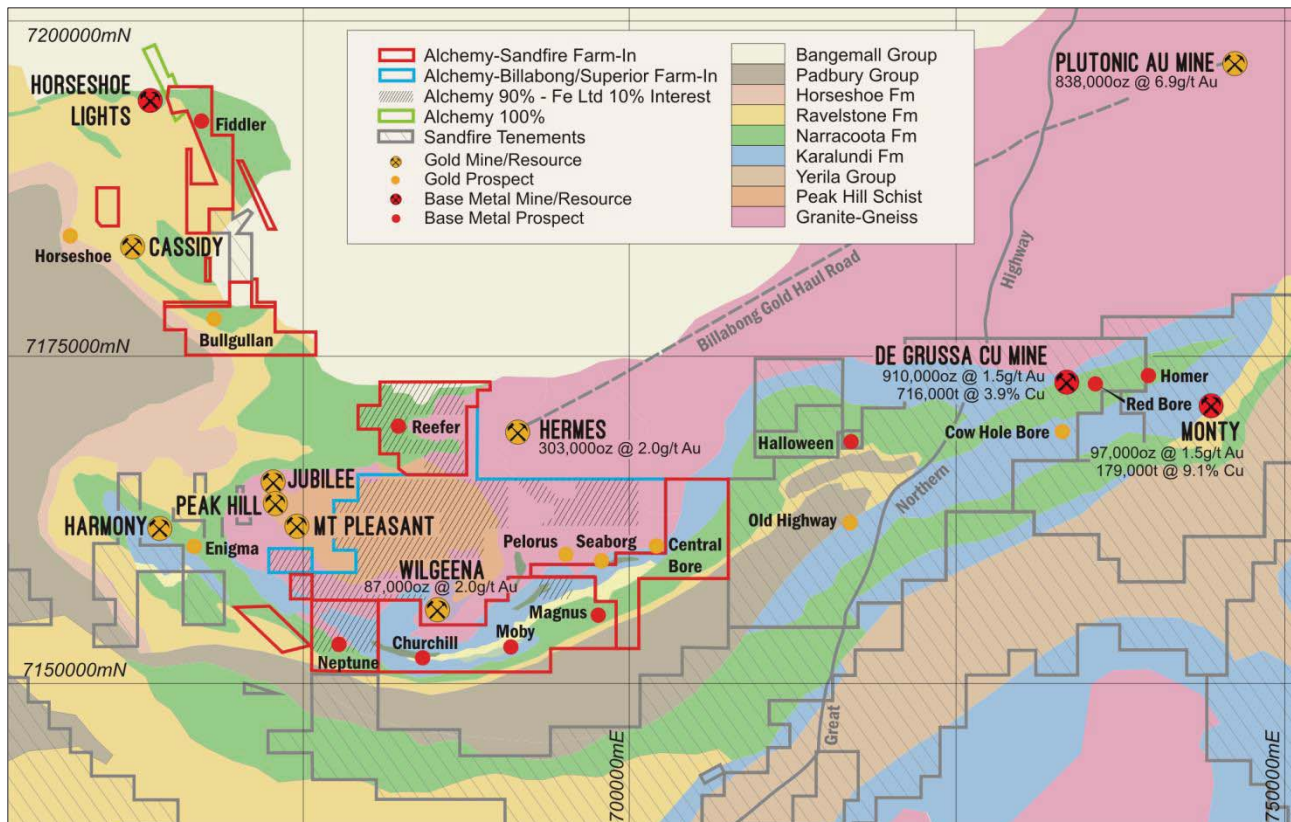 7200000mN
HORSESHOE
LIGHTS
Fiddler
Alchemy-Sandfire Farm-In
Alchemy-Billabong/Superior Farm-In
Alchemy 90% - Fe Ltd 10% Interest
Alchemy 100%
Sandfire Tenements
Gold Mine/Resource
Gold Prospect
Base Metal Mine/Resource
Base Metal Prospect
Bangemall Group
Padbury Group
Horseshoe Fm
Ravelstone Fm
Narracoota Fm
Karalundi Fm
Yerila Group
Peak Hill Schist
Granite-Gneiss
PLUTONIC AU MINE
838,000oz @ 6.9g/t Au
Horseshoe
CASSIDY
Bullgullan
Billabong Gold Haul Road
Highway
7175000mN
DE GRUSSA CU MINE
910,000oz @ 1.5g/t Au
716,000t @ 3.9% Cu
Homer
Red Bore
Cow Hole Bore
MONTY
97,000oz @ 1.5g/t Au
179,000t @ 9.1% Cu
Reefer
HERMES
303,000oz @ 2.0g/t Au
Halloween
JUBILEE
PEAK HILL
HARMONY
MT PLEASANT
Enigma
Northern
Old Highway
Pelorus
Seaborg
Central
Bore
WILGEENA
87,000oz @ 2.0g/t Au
Magnus
Moby
Churchill
Neptune
7150000mN
Great
700000mE
750000mE